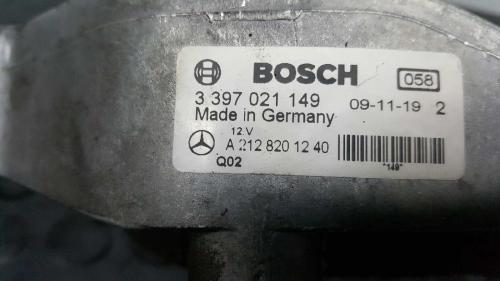 BOSCH 058
3 397 021 149 09-11-19 2
Made in Germany
12.V
A 212 820 12 40
Q02 "149"